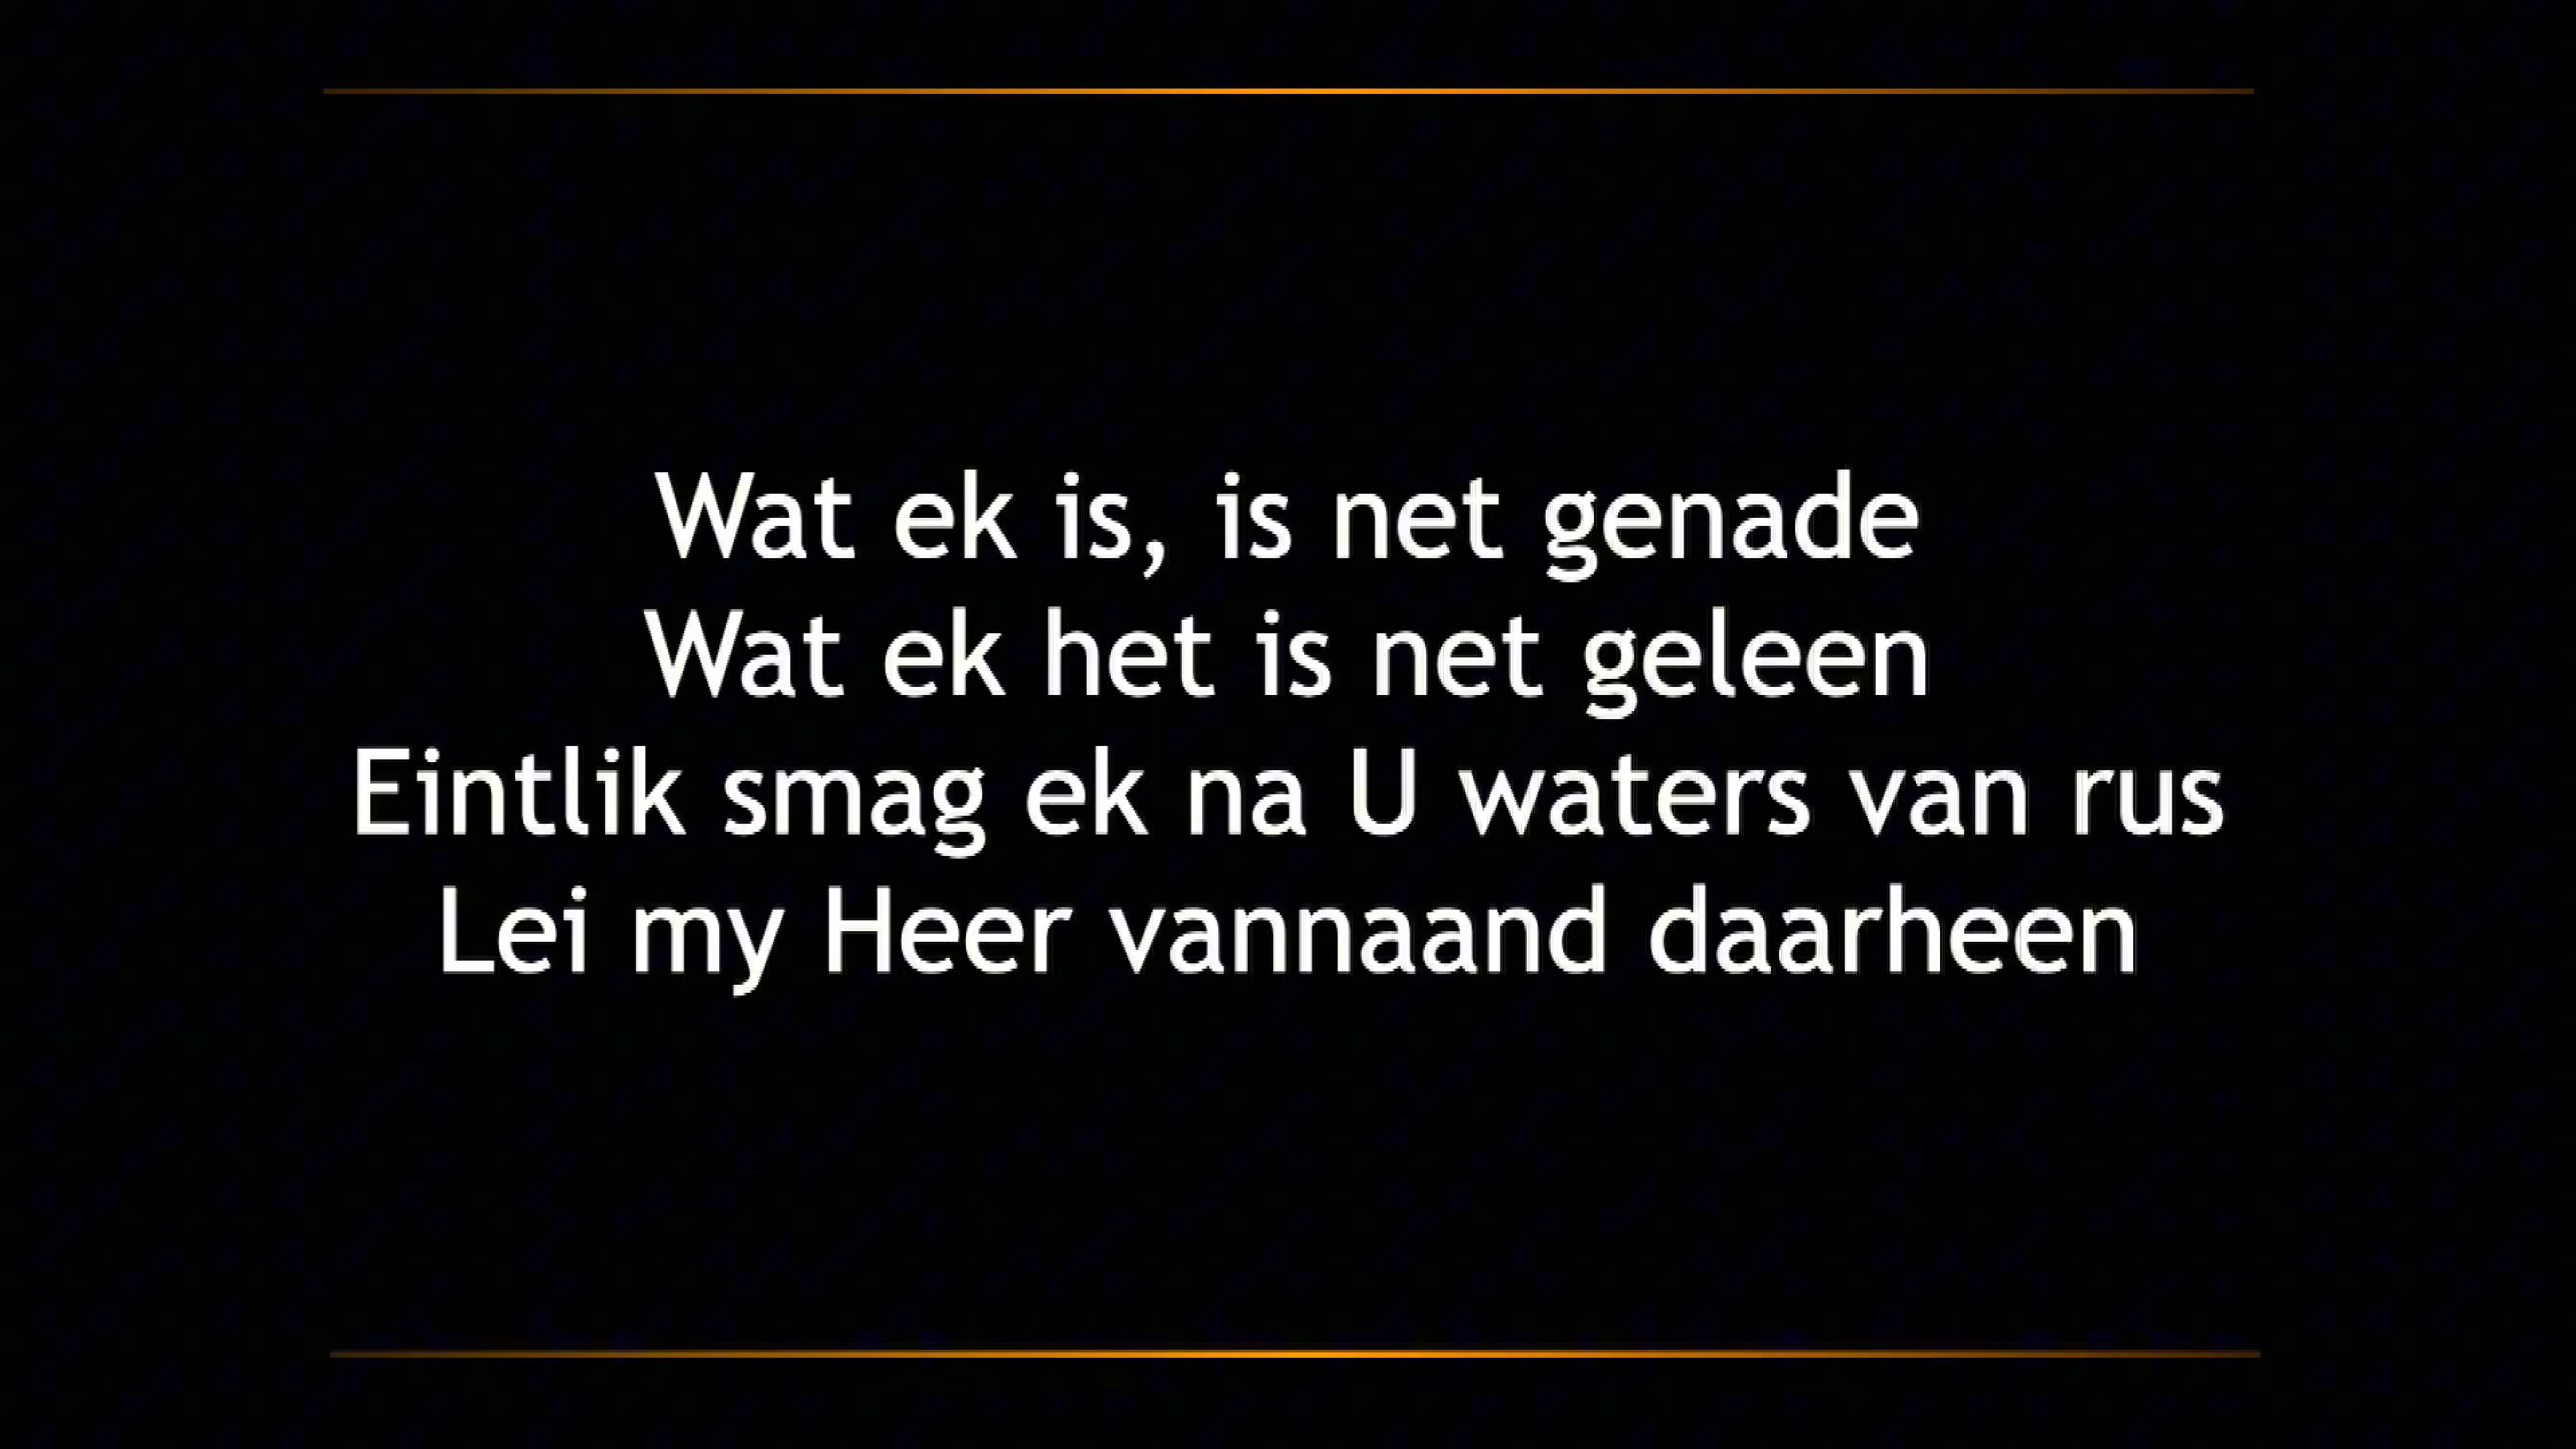 Wat ek is, is net genade
Wat ek het is net geleen
Eintlik smag ek na U waters van rus
Lei my Heer vannaand daarheen